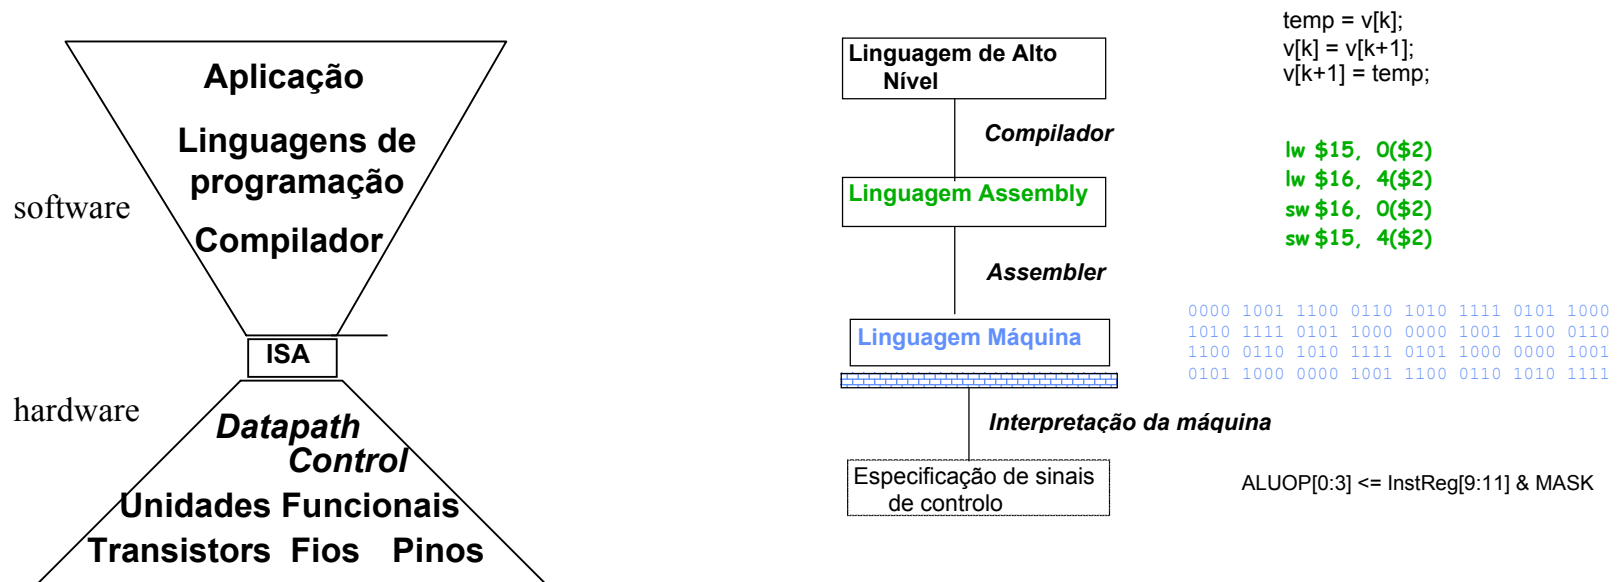 Aplicação
Linguagens de
programação
software
Compilador
ISA
hardware
Datapath
Control
Unidades Funcionais
Transistors Fios Pinos
Linguagem de Alto
Nível
Compilador
Linguagem Assembly
Assembler
Linguagem Máquina
Interpretação da máquina
Especificação de sinais
de controlo
temp = v[k];
v[k] = v[k+1];
v[k+1] = temp;
lw $15, 0($2)
lw $16, 4($2)
sw $16, 0($2)
sw $15, 4($2)
0000 1001 1100 0110 1010 1111 0101 1000
1010 1111 0101 1000 0000 1001 1100 0110
1100 0110 1010 1111 0101 1000 0000 1001
0101 1000 0000 1001 1100 0110 1010 1111
ALUOP[0:3] <= InstReg[9:11] & MASK